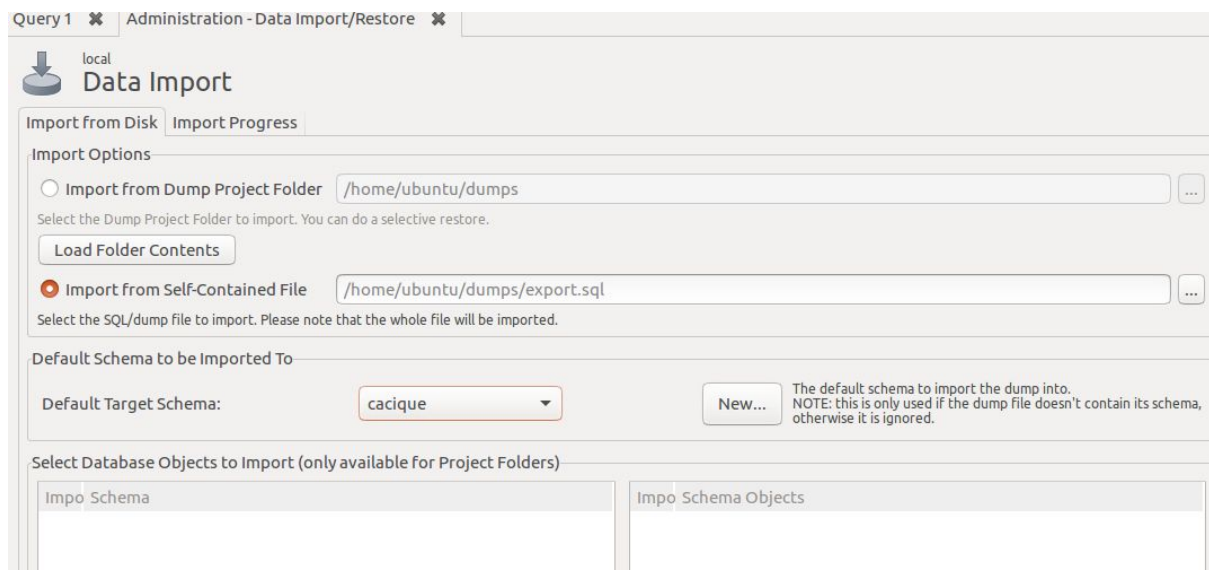 Query 1 ✖ Administration - Data Import/Restore ✖
local
Data Import
Import from Disk Import Progress
Import Options
Import from Dump Project Folder /home/ubuntu/dumps ...
Select the Dump Project Folder to import. You can do a selective restore.
Load Folder Contents
Import from Self-Contained File /home/ubuntu/dumps/export.sql ...
Select the SQL/dump file to import. Please note that the whole file will be imported.
Default Schema to be Imported To
Default Target Schema: cacique New...
The default schema to import the dump into.
NOTE: this is only used if the dump file doesn't contain its schema,
otherwise it is ignored.
Select Database Objects to Import (only available for Project Folders)
Impo Schema Impo Schema Objects